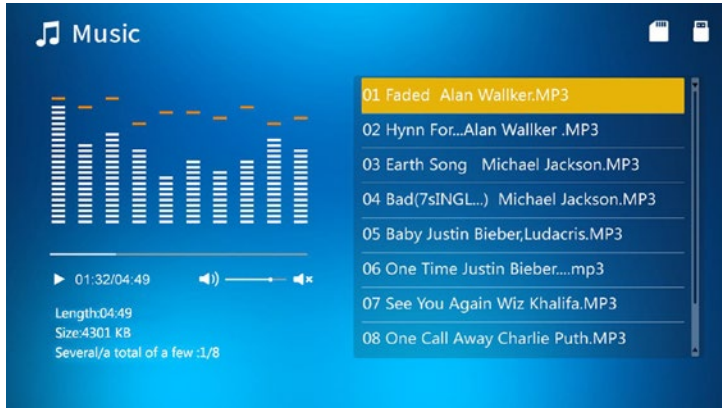 Music
01 Faded Alan Wallker.MP3
02 Hynn For...Alan Wallker .MP3
03 Earth Song Michael Jackson.MP3
04 Bad(7sINGL...) Michael Jackson.MP3
05 Baby Justin Bieber,Ludacris.MP3
06 One Time Justin Bieber....mp3
07 See You Again Wiz Khalifa.MP3
08 One Call Away Charlie Puth.MP3
01:32/04:49
Length:04:49
Size:4301 KB
Several/a total of a few :1/8